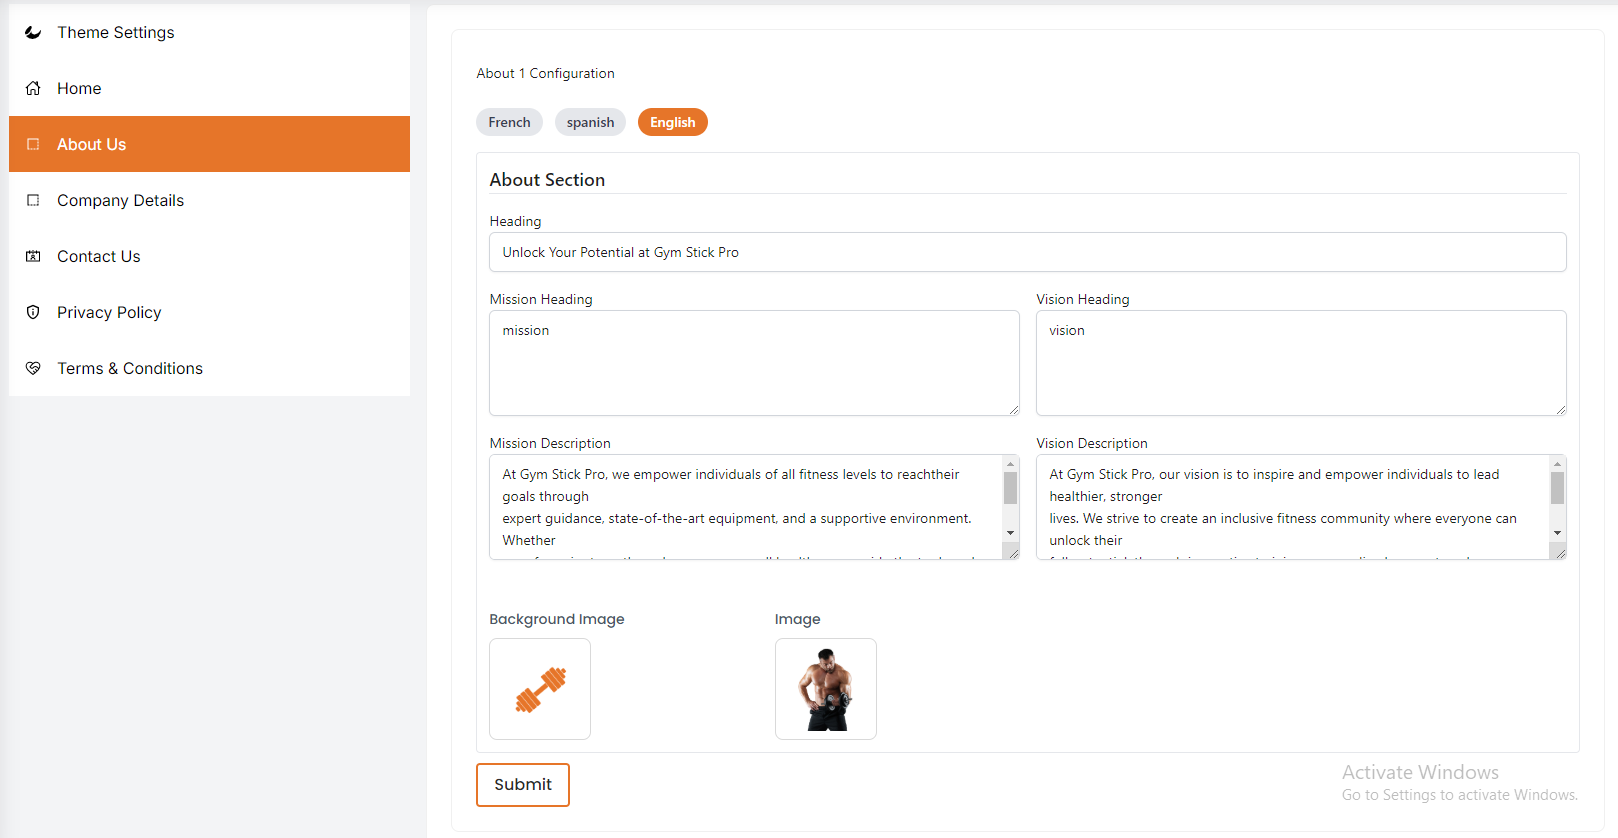 Theme Settings
Home
About Us
Company Details
Contact Us
Privacy Policy
Terms & Conditions
About 1 Configuration
French
spanish
English
About Section
Heading
Unlock Your Potential at Gym Stick Pro
Mission Heading
mission
Vision Heading
vision
Mission Description
At Gym Stick Pro, we empower individuals of all fitness levels to reachtheir
goals through
expert guidance, state-of-the-art equipment, and a supportive environment.
Whether
Vision Description
At Gym Stick Pro, our vision is to inspire and empower individuals to lead
healthier, stronger
lives. We strive to create an inclusive fitness community where everyone can
unlock their
Background Image
Image
Submit
Activate Windows
Go to Settings to activate Windows.